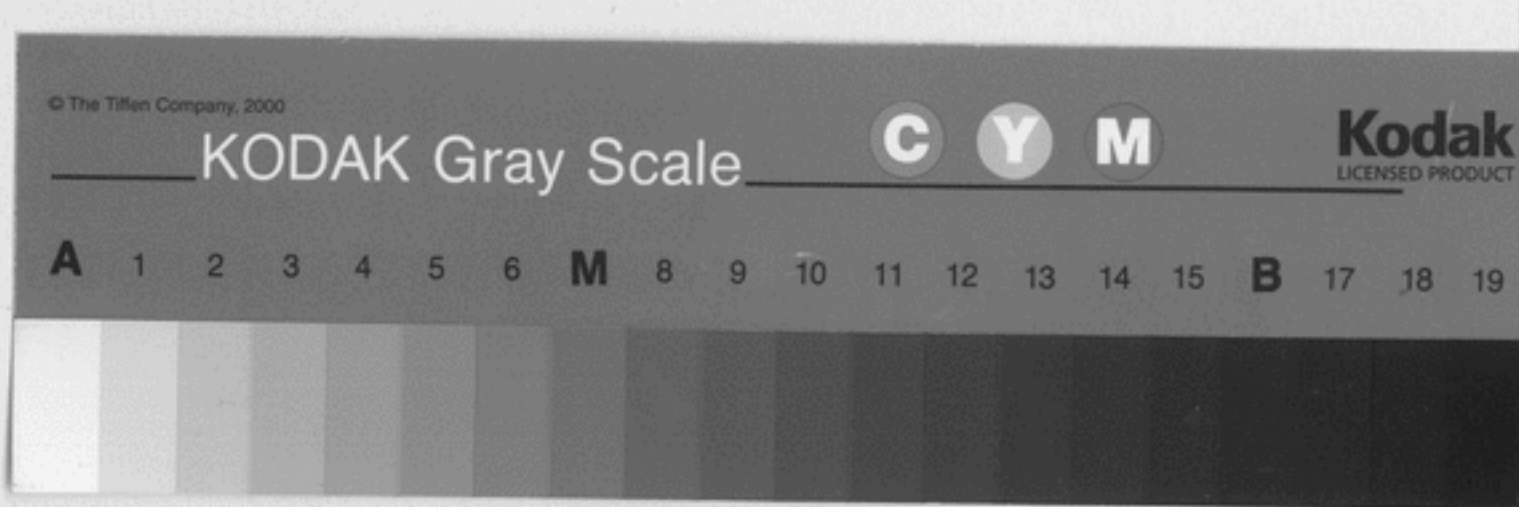 © The Tiffen Company, 2000
KODAK Gray Scale
C Y M
Kodak
LICENSED PRODUCT
A 1 2 3 4 5 6 M 8 9 10 11 12 13 14 15 B 17 18 19